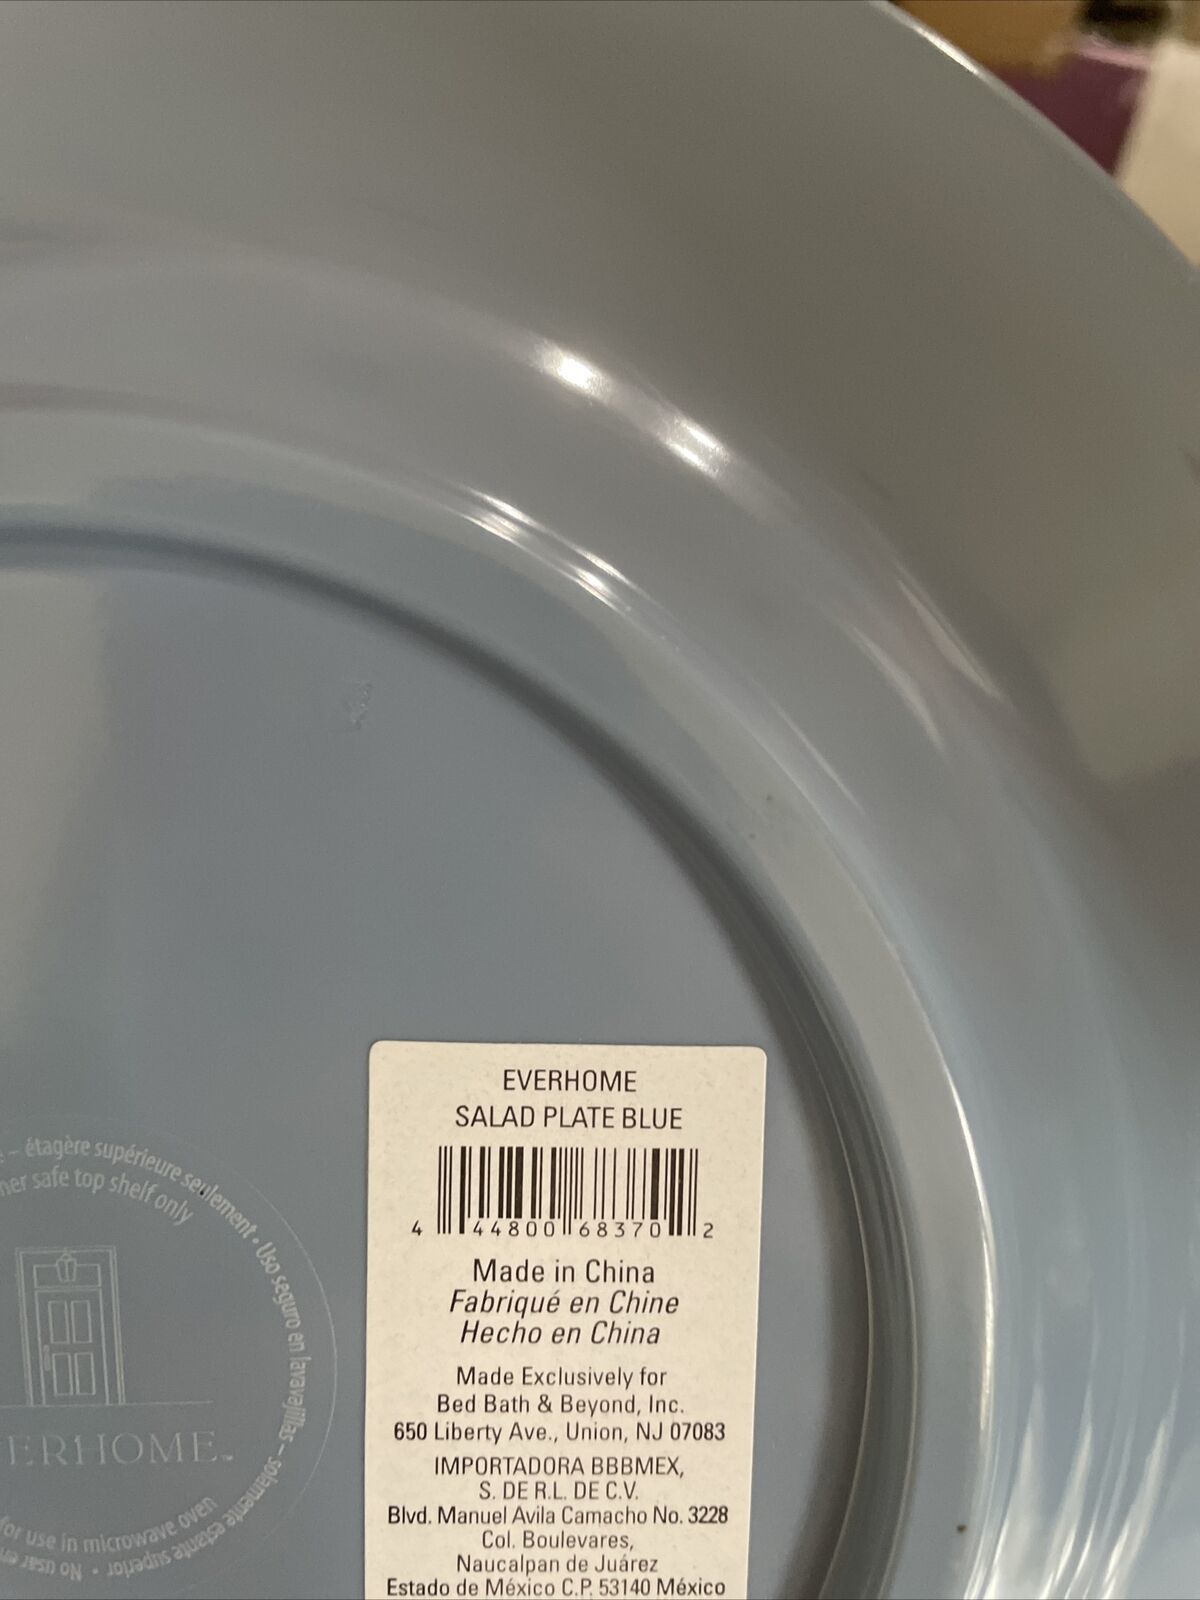 EVERHOME
SALAD PLATE BLUE
4 44800 68370 2
Made in China
Fabriqué en Chine
Hecho en China
Made Exclusively for
Bed Bath & Beyond, Inc.
650 Liberty Ave., Union, NJ 07083
IMPORTADORA BBBMEX,
S. DE R.L. DE C.V.
Blvd. Manuel Avila Camacho No. 3228
Col. Boulevares,
Naucalpan de Juárez
Estado de México C.P. 53140 México
– étagère supérieure seulement • Uso seguro en lavavajillas – solamente estante superior • No usar
safe top shelf only
ERHOME™
for use in microwave oven